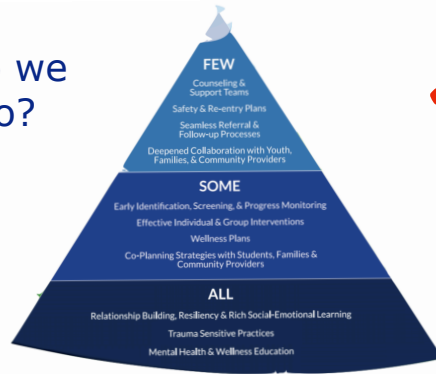 we
o?
FEW
Counseling &
Support Teams
Safety & Re-entry Plans
Seamless Referral &
Follow-up Processes
Deepened Collaboration with Youth,
Families, & Community Providers
SOME
Early Identification, Screening, & Progress Monitoring
Effective Individual & Group Interventions
Wellness Plans
Co-Planning Strategies with Students, Families &
Community Providers
ALL
Relationship Building, Resiliency & Rich Social-Emotional Learning
Trauma Sensitive Practices
Mental Health & Wellness Education